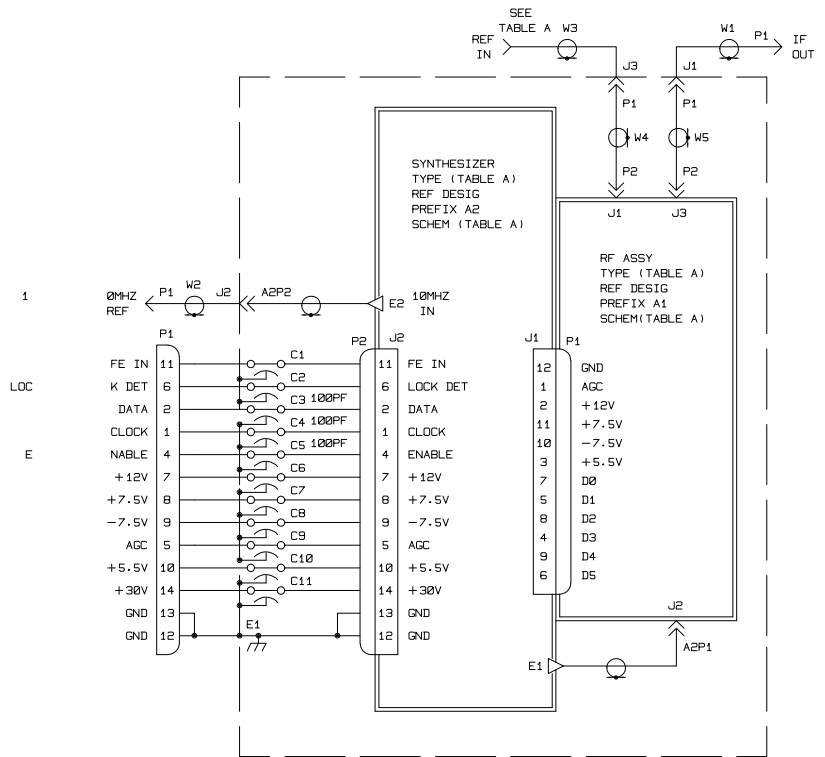 SEE
TABLE A W3
REF
IN
W1
P1
IF
OUT
J3
J1
P1
P1
W4
W5
P2
P2
J1
J3
SYNTHESIZER
TYPE (TABLE A)
REF DESIG
PREFIX A2
SCHEM (TABLE A)
RF ASSY
TYPE (TABLE A)
REF DESIG
PREFIX A1
SCHEM(TABLE A)
1
0MHZ
REF
P1
W2
J2
A2P2
E2
10MHZ
IN
P1
P2
J2
J1
P1
FE IN 11 C1 11 FE IN
LOC
K DET 6 C2 6 LOCK DET
DATA 2 C3 100PF 2 DATA
CLOCK 1 C4 100PF 1 CLOCK
E
NABLE 4 C5 100PF 4 ENABLE
+12V 7 C6 7 +12V
+7.5V 8 C7 8 +7.5V
-7.5V 9 C8 9 -7.5V
AGC 5 C9 5 AGC
+5.5V 10 C10 10 +5.5V
+30V 14 C11 14 +30V
GND 13 13 GND
GND 12 E1 12 GND
12 GND
1 AGC
2 +12V
11 +7.5V
10 -7.5V
3 +5.5V
7 D0
5 D1
8 D2
4 D3
9 D4
6 D5
J2
A2P1
E1